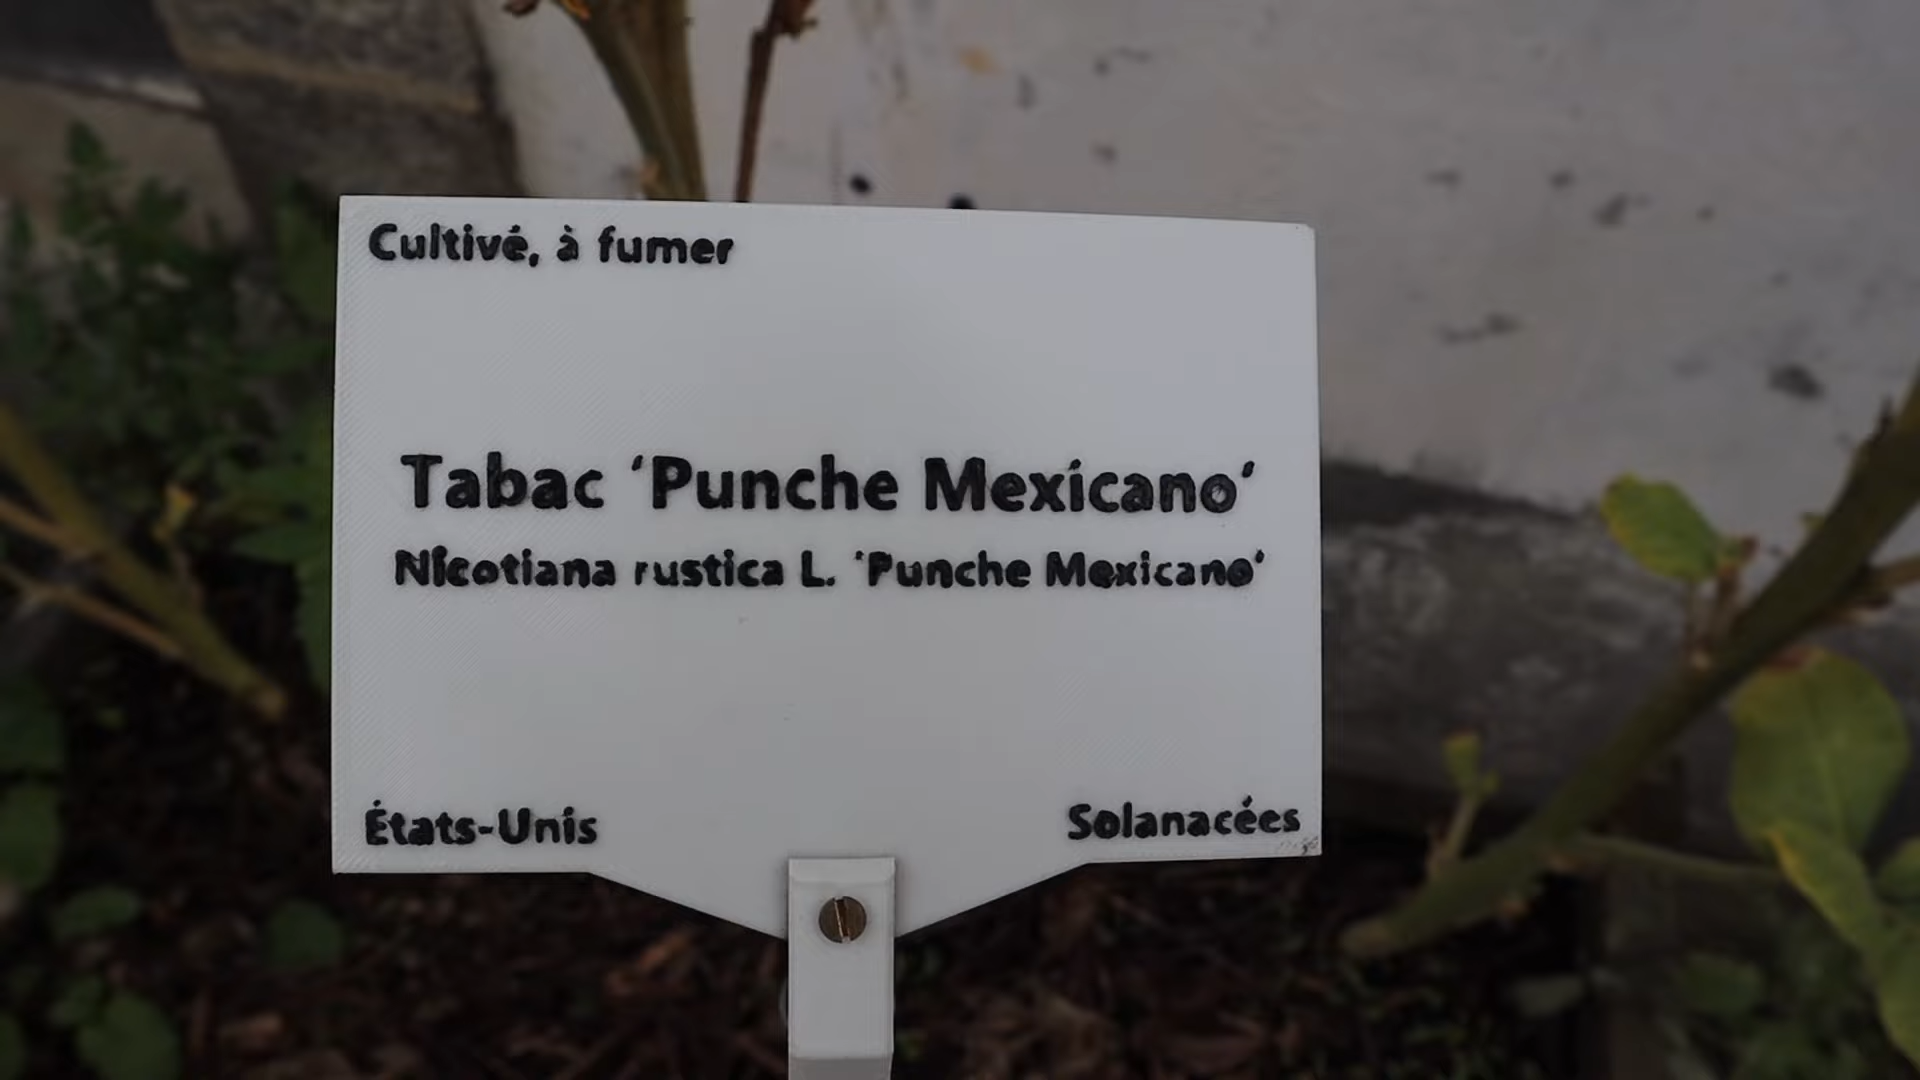 Cultivé, à fumer
Tabac ‘Punche Mexicano‘
Nicotiana rustica L. ‘Punche Mexicano‘
États-Unis
Solanacées